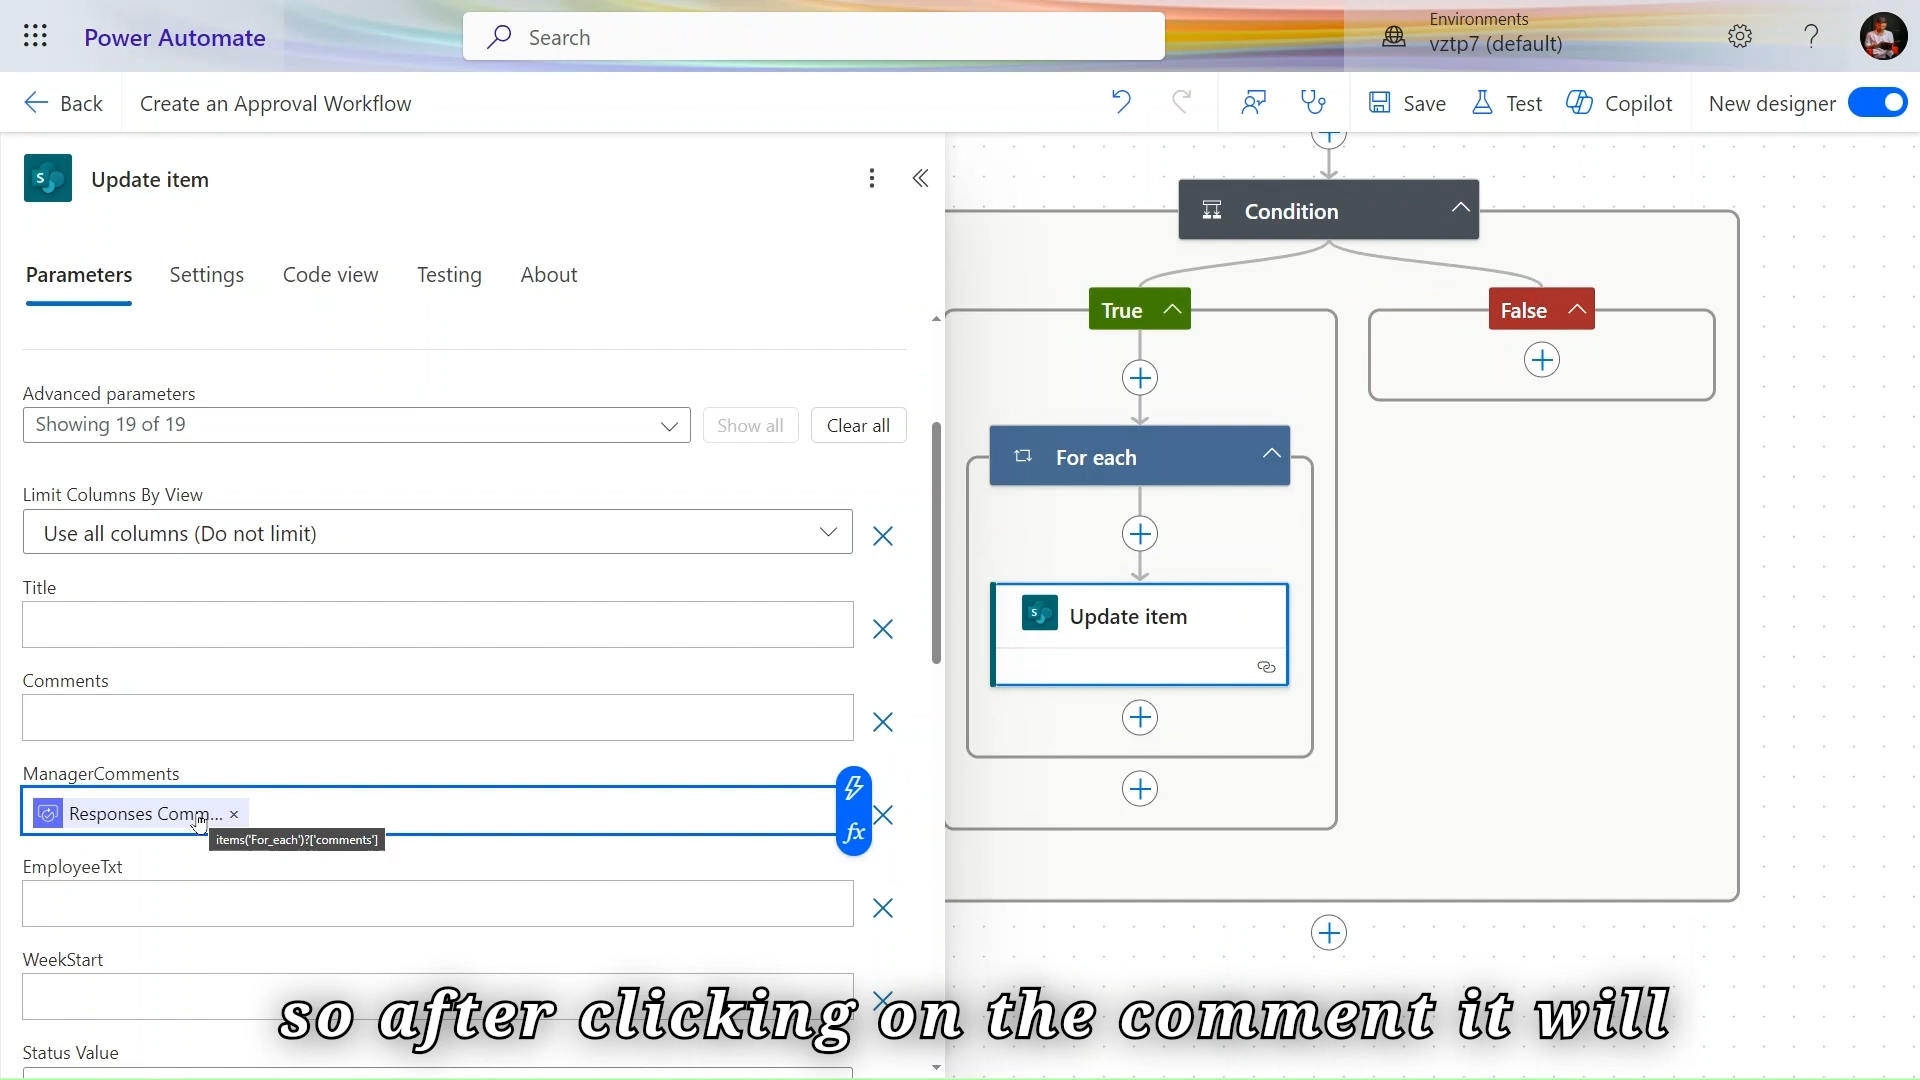 Power Automate
Search
Environments
vztp7 (default)
Back
Create an Approval Workflow
Save
Test
Copilot
New designer
Update item
Parameters
Settings
Code view
Testing
About
Advanced parameters
Showing 19 of 19
Show all
Clear all
Limit Columns By View
Use all columns (Do not limit)
Title
Comments
ManagerComments
Responses Comm...
fx
items('For_each')?['comments']
EmployeeTxt
WeekStart
Status Value
Condition
True
False
For each
Update item
so after clicking on the comment it will